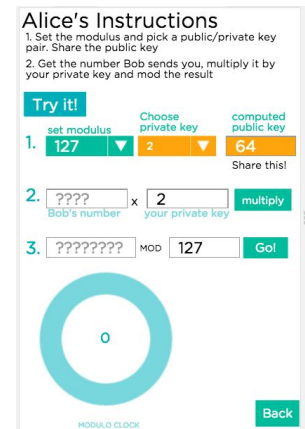 Alice's Instructions
1. Set the modulus and pick a public/private key
pair. Share the public key
2. Get the number Bob sends you, multiply it by
your private key and mod the result
Try it!
1. set modulus Choose private key computed public key
127 2 64
Share this!
2. ???? x 2 multiply
Bob's number your private key
3. ???????? MOD 127 Go!
0
MODULO CLOCK
Back